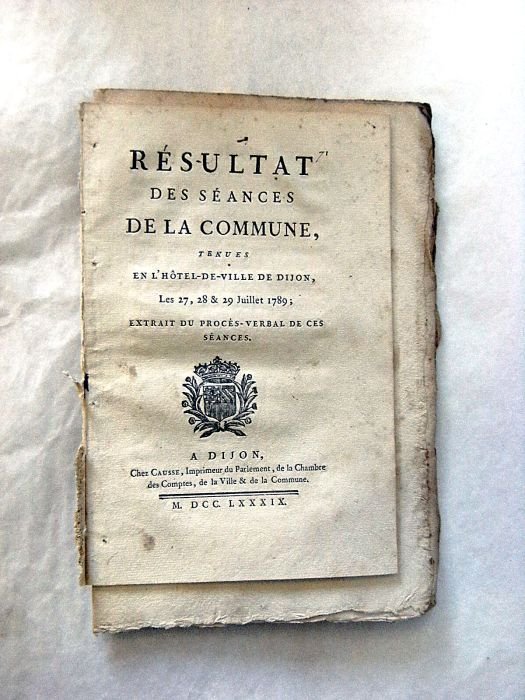 RÉSULTAT
DES SÉANCES
DE LA COMMUNE,
TENUES
EN L'HÔTEL-DE-VILLE DE DIJON,
Les 27, 28 & 29 Juillet 1789;
EXTRAIT DU PROCÉS-VERBAL DE CES
SÉANCES.
A DIJON,
Chez CAUSSE, Imprimeur du Parlement, de la Chambre
des Comptes, de la Ville & de la Commune.
M. DCC. LXXXIX.